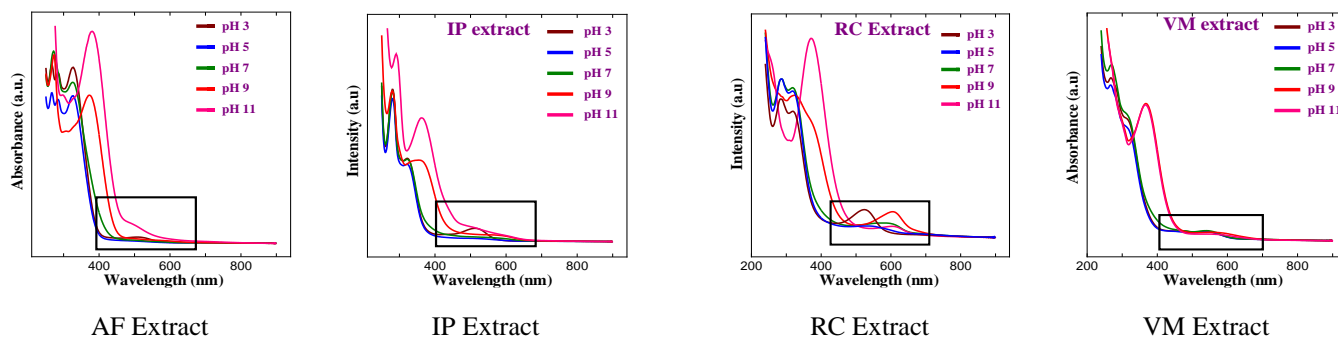 pH 3
pH 5
pH 7
pH 9
pH 11
Absorbance (a.u.)
400 600 800
Wavelength (nm)
AF Extract
IP extract
pH 3
pH 5
pH 7
pH 9
pH 11
Intensity (a.u)
400 600 800
Wavelength (nm)
IP Extract
RC Extract
pH 3
pH 5
pH 7
pH 9
pH 11
Intensity (a.u)
200 400 600 800
Wavelength (nm)
RC Extract
VM extract
pH 3
pH 5
pH 7
pH 9
pH 11
Absorbance (a.u.)
200 400 600 800
Wavelength (nm)
VM Extract